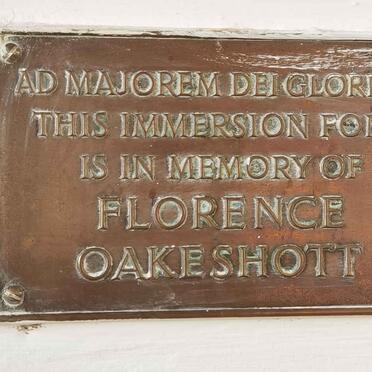 AD MAJOREM DEI GLORI
THIS IMMERSION FO
IS IN MEMORY OF
FLORENCE
OAKESHOTT